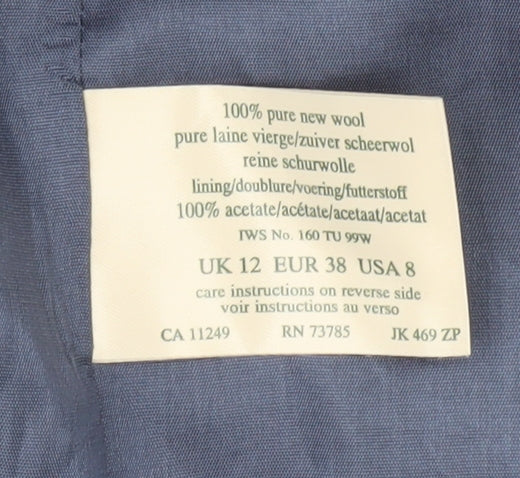 100% pure new wool
pure laine vierge/zuiver scheerwol
reine schurwolle
lining/doublure/voering/futterstoff
100% acetate/acétate/acetaat/acetat
IWS No. 160 TU 99W
UK 12 EUR 38 USA 8
care instructions on reverse side
voir instructions au verso
CA 11249 RN 73785 JK 469 ZP